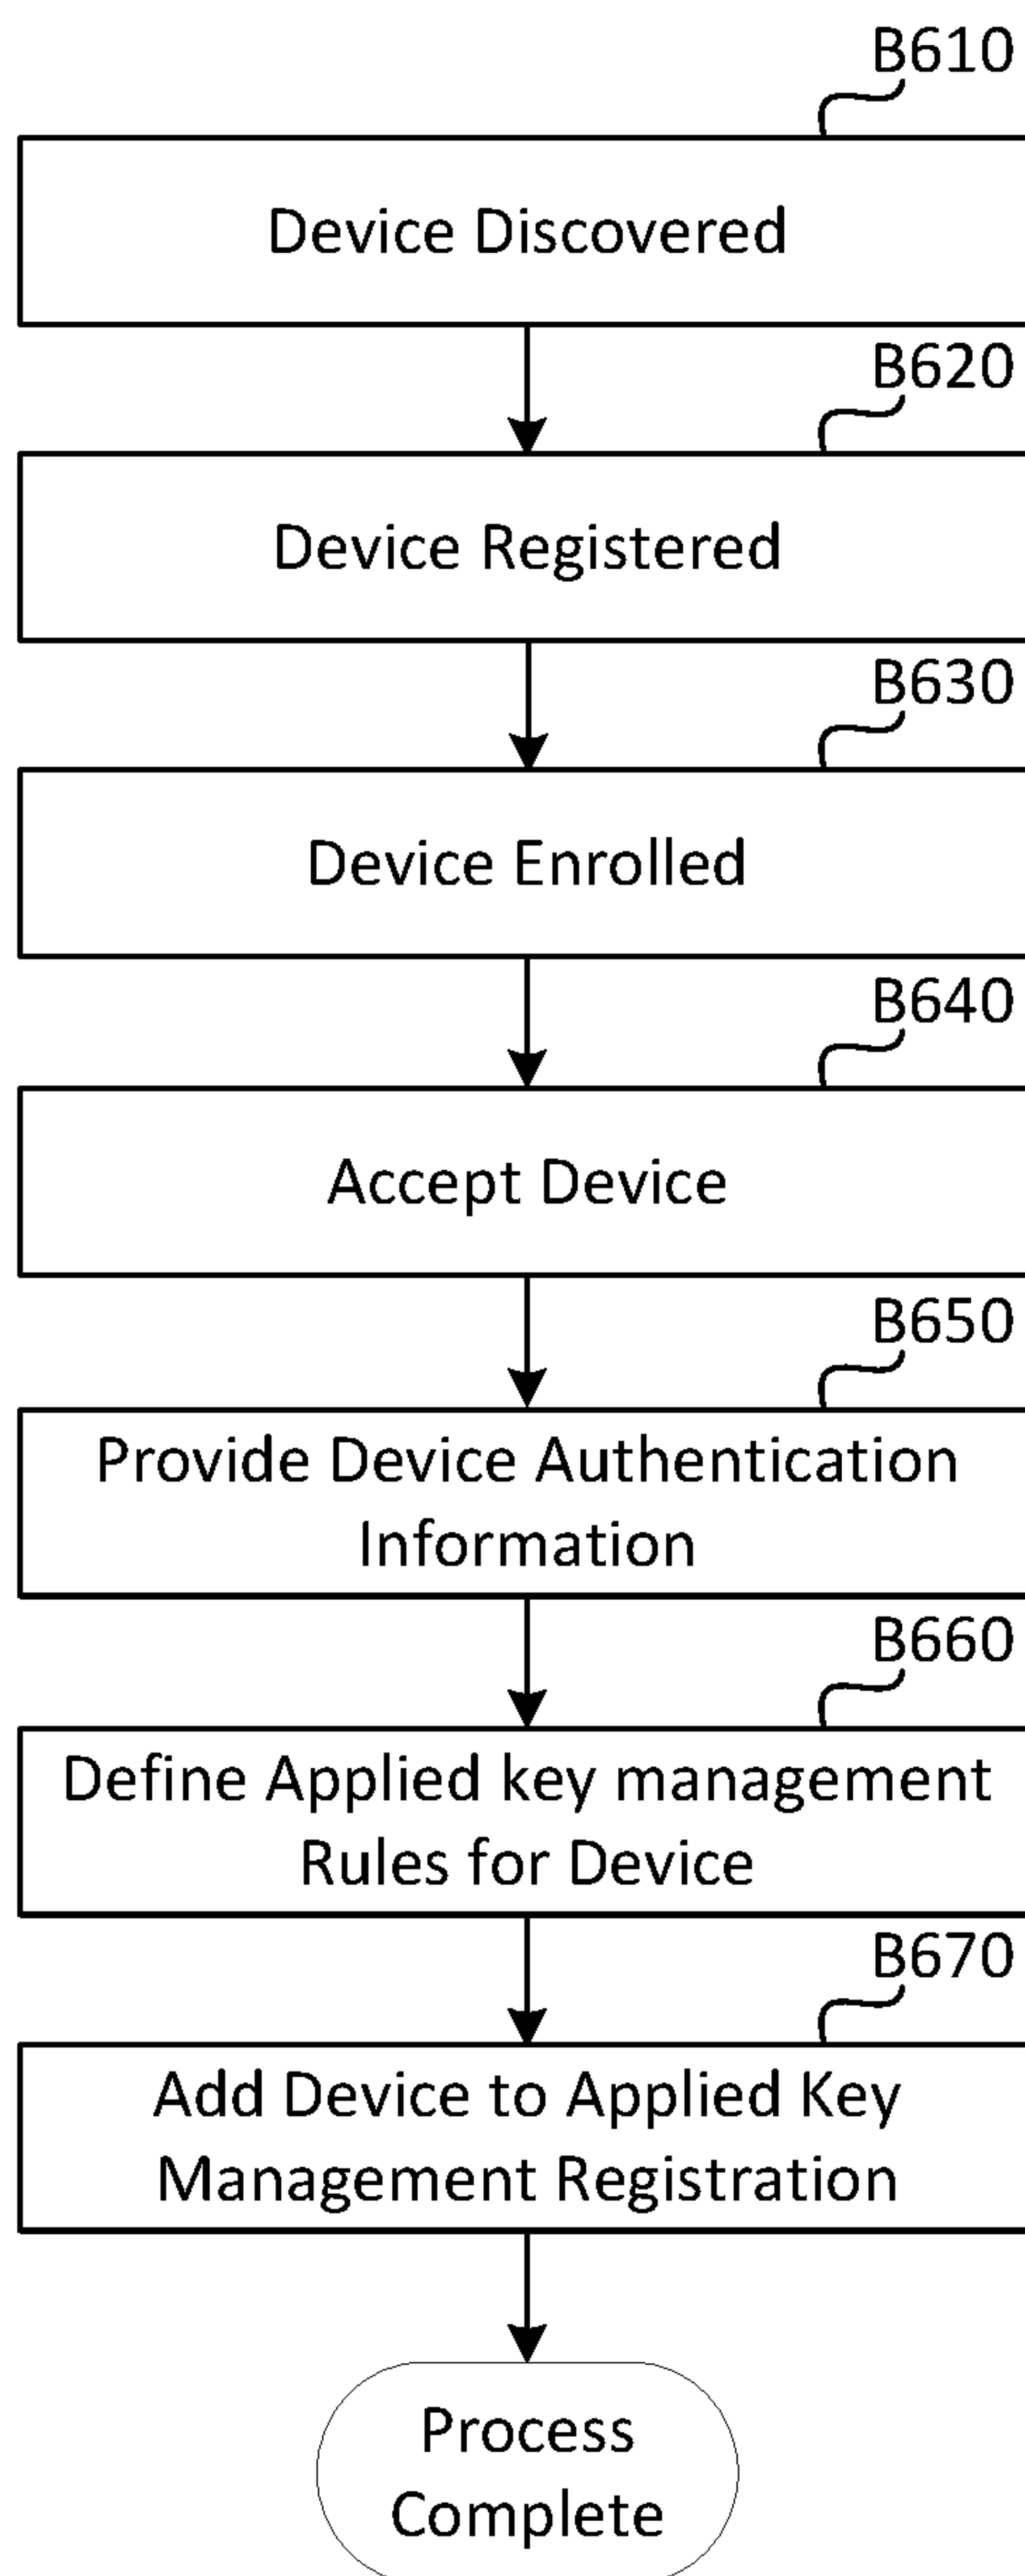 B610
Device Discovered
B620
Device Registered
B630
Device Enrolled
B640
Accept Device
B650
Provide Device Authentication
Information
B660
Define Applied key management
Rules for Device
B670
Add Device to Applied Key
Management Registration
Process
Complete